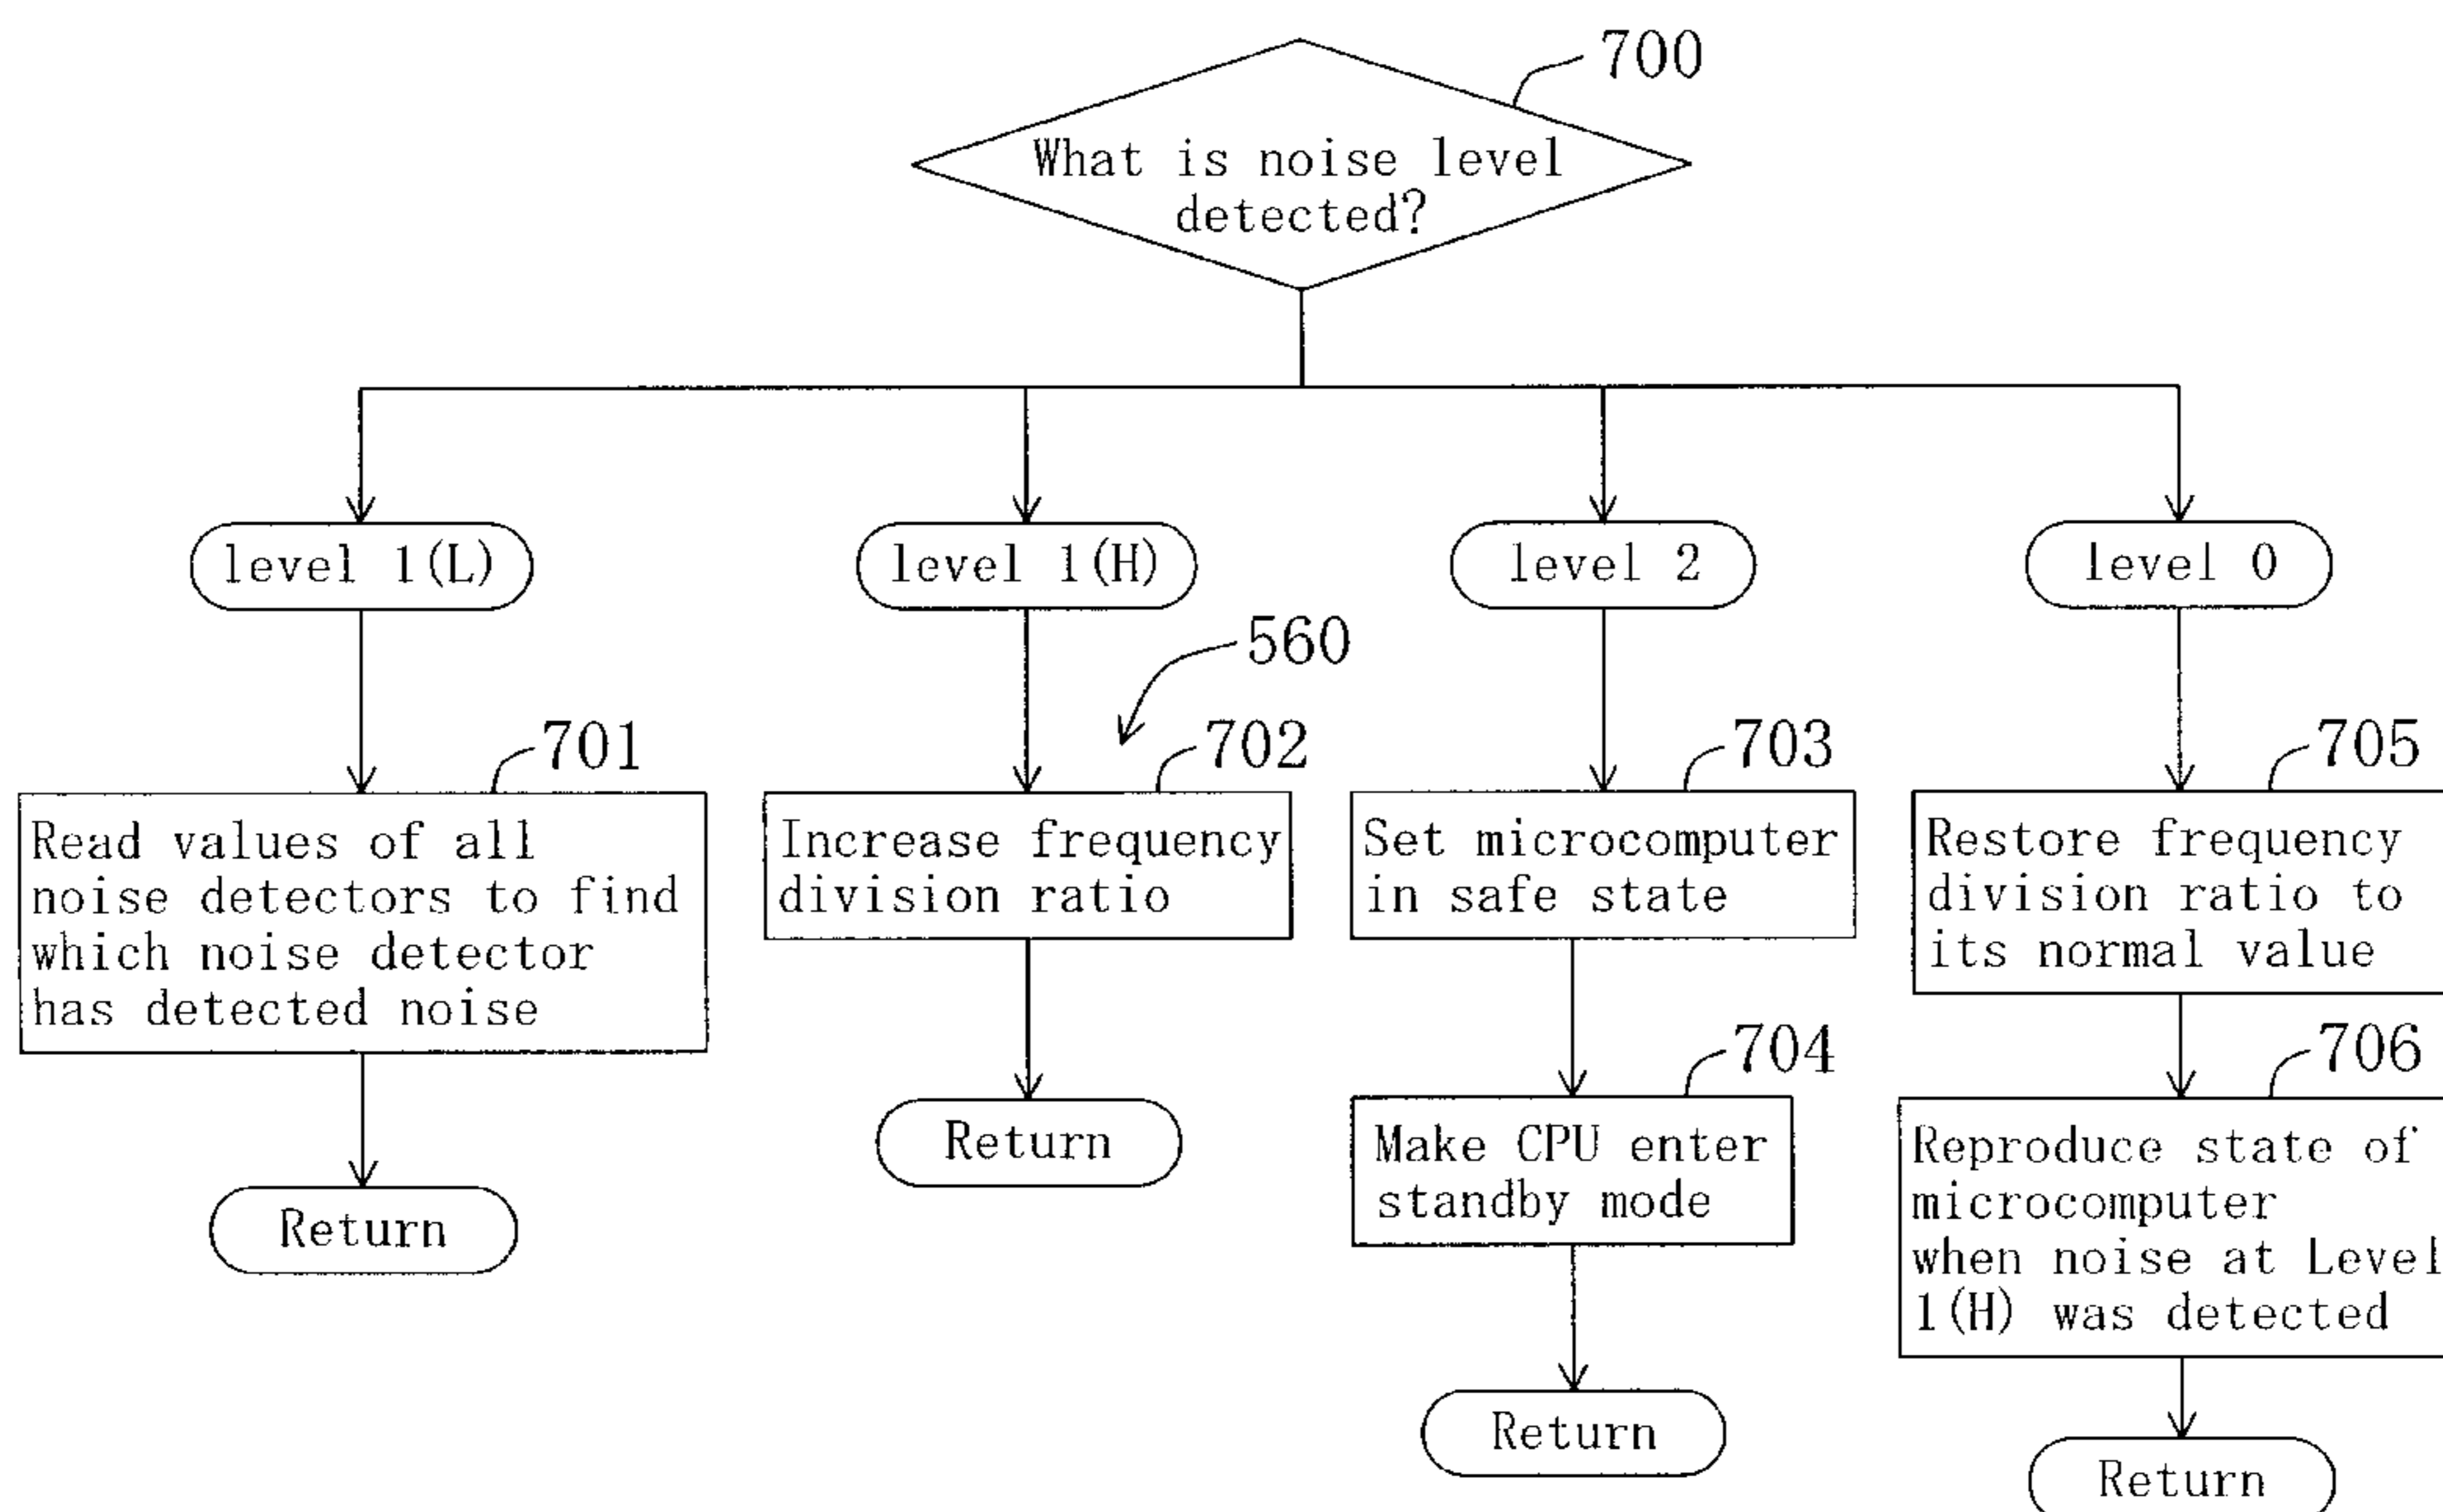 700
What is noise level
detected?
level 1(L)
level 1(H)
level 2
level 0
560
701
702
703
705
Read values of all
noise detectors to find
which noise detector
has detected noise
Increase frequency
division ratio
Set microcomputer
in safe state
Restore frequency
division ratio to
its normal value
704
706
Make CPU enter
standby mode
Reproduce state of
microcomputer
when noise at Level
1(H) was detected
Return
Return
Return
Return